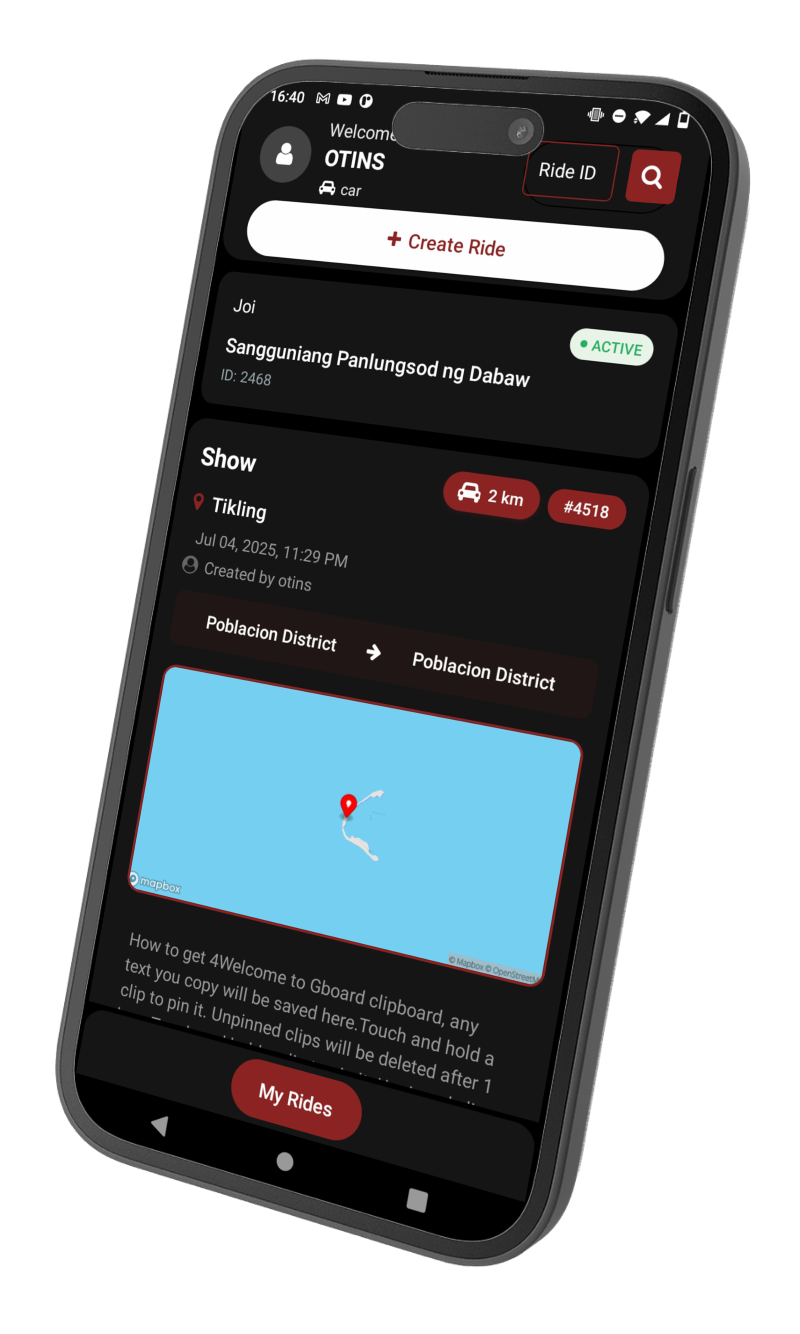 16:40
Welcome
OTINS
car
Ride ID
+ Create Ride
Joi
ACTIVE
Sangguniang Panlungsod ng Dabaw
ID: 2468
Show
2 km
#4518
Tikling
Jul 04, 2025, 11:29 PM
Created by otins
Poblacion District → Poblacion District
mapbox
© Mapbox © OpenStreetM
How to get 4Welcome to Gboard clipboard, any
text you copy will be saved here.Touch and hold a
clip to pin it. Unpinned clips will be deleted after 1
My Rides